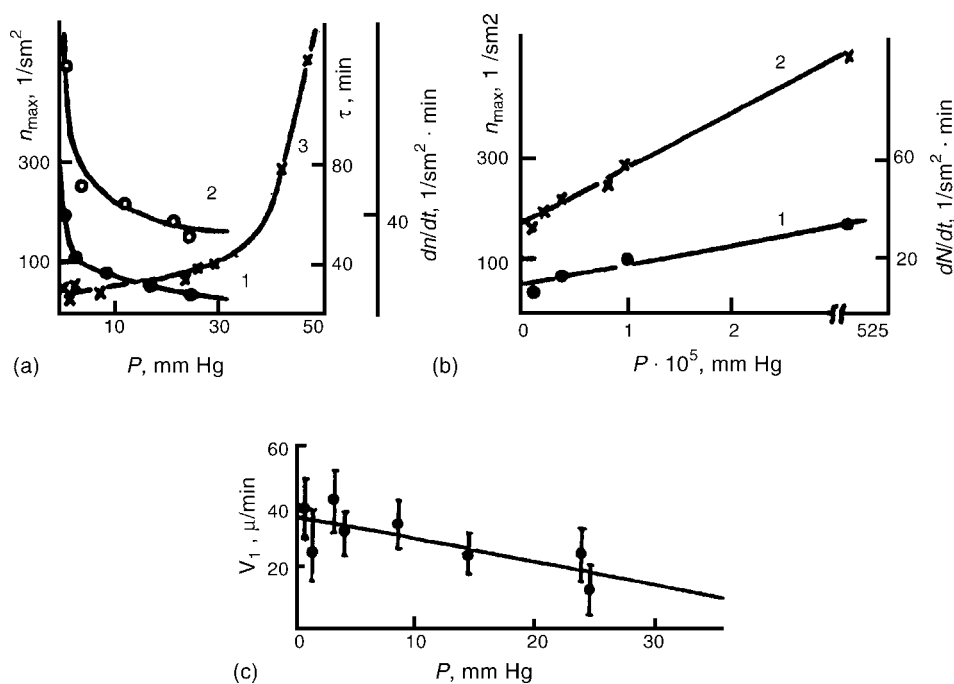 n_max, 1/sm²
300
100
10
30
50
P, mm Hg
(a)
1
2
3
τ, min
80
40
dn/dt, 1/sm² · min
40
n_max, 1 /sm2
300
100
0
1
2
525
P · 10⁵, mm Hg
(b)
2
1
dN/dt, 1/sm² · min
60
20
V₁, μ/min
60
40
20
0
10
20
30
P, mm Hg
(c)